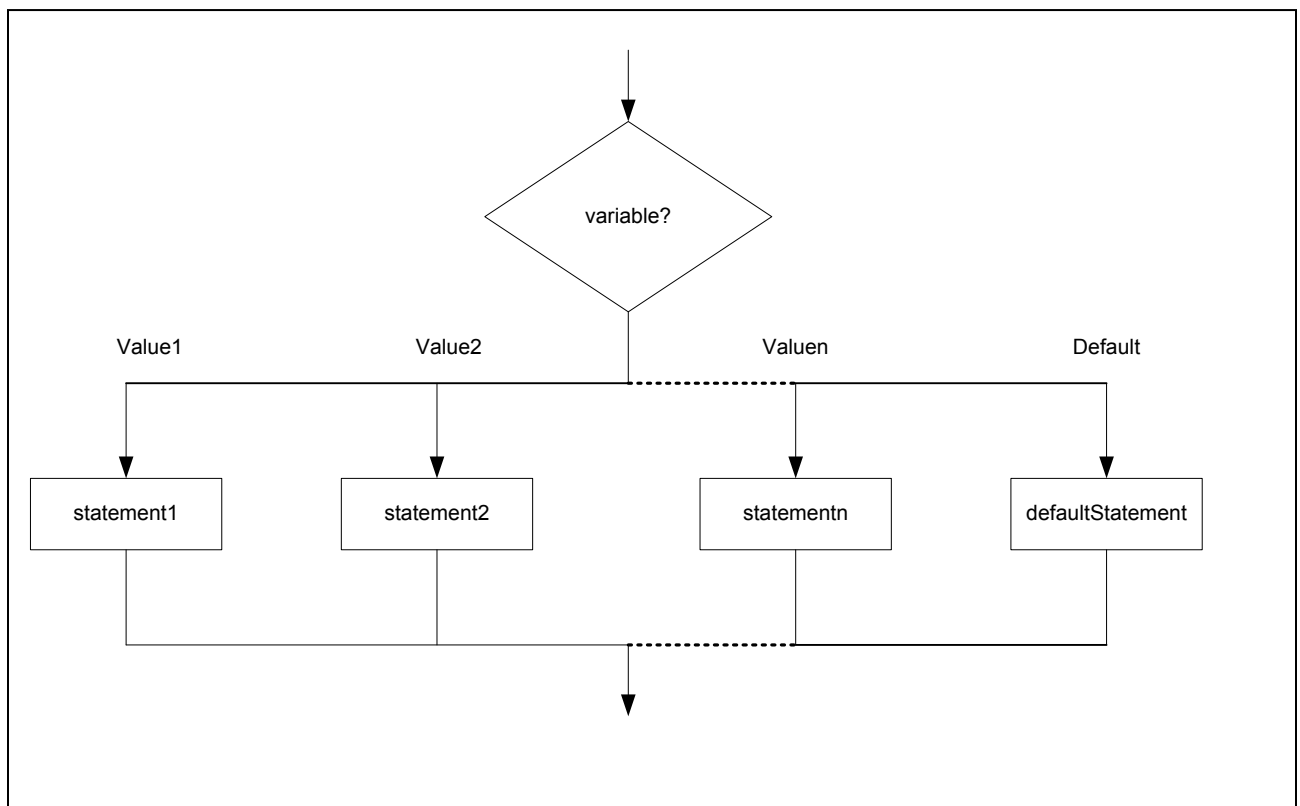 variable?
Value1
Value2
Valuen
Default
statement1
statement2
statementn
defaultStatement